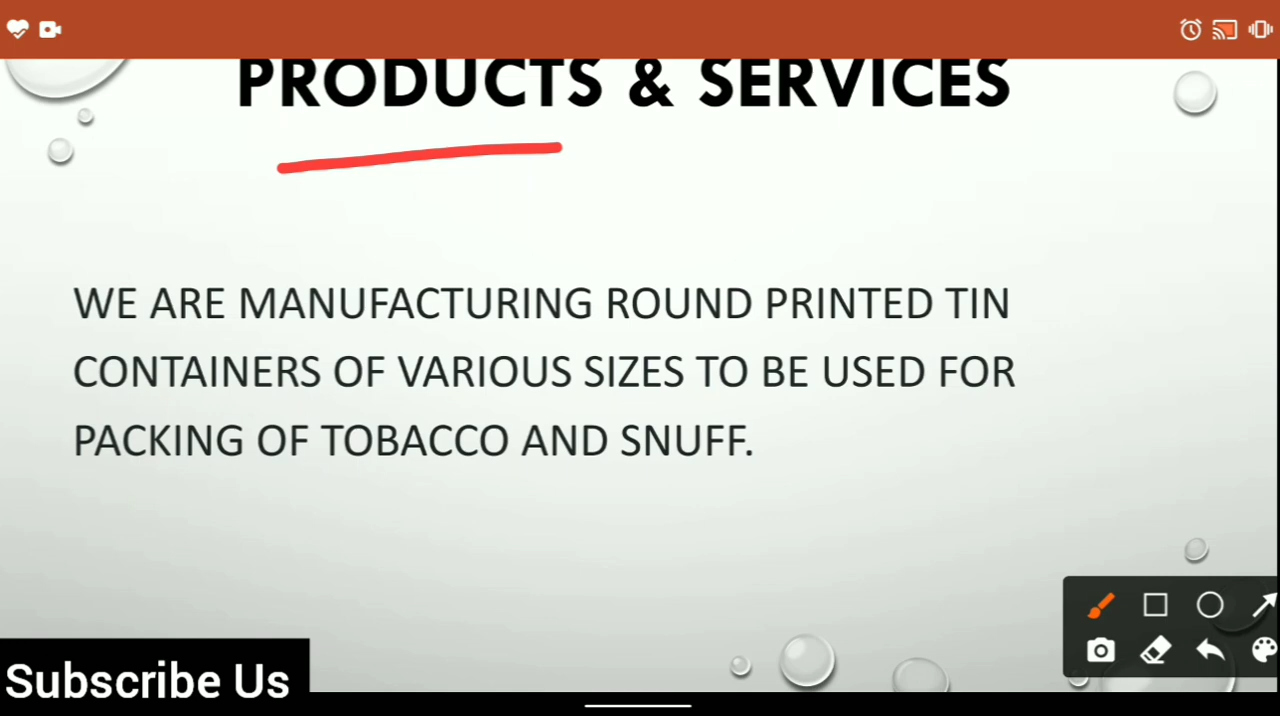 PRODUCTS & SERVICES
WE ARE MANUFACTURING ROUND PRINTED TIN
CONTAINERS OF VARIOUS SIZES TO BE USED FOR
PACKING OF TOBACCO AND SNUFF.
Subscribe Us